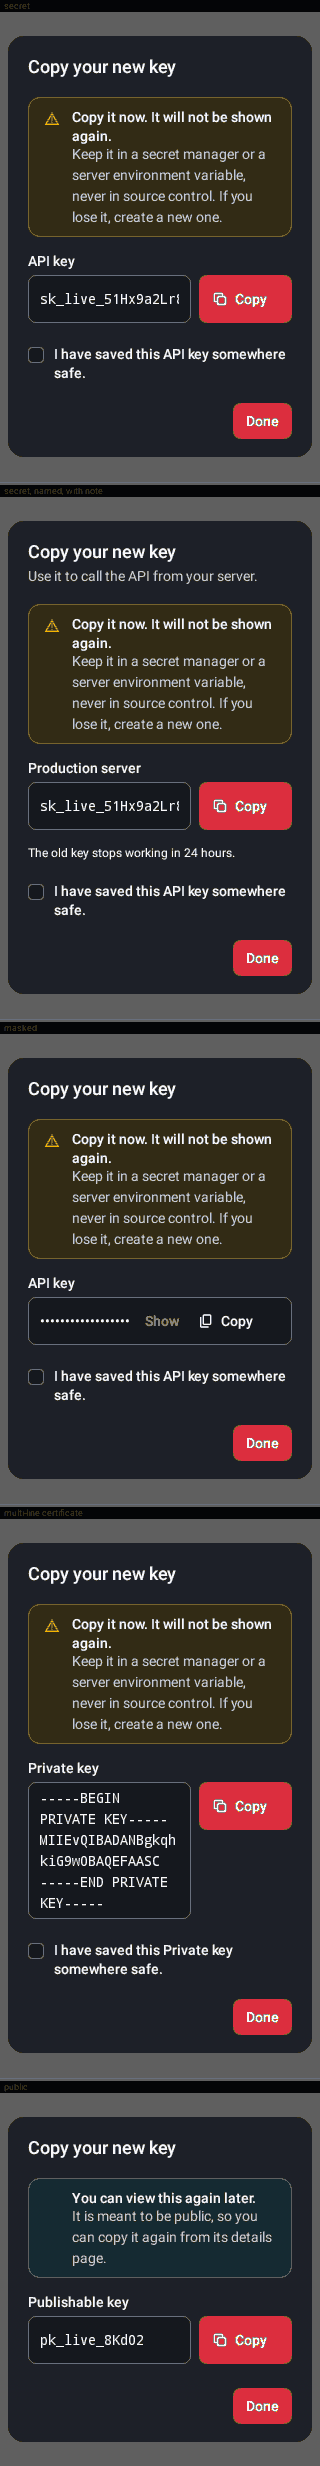 secret
Copy your new key
Copy it now. It will not be shown
again.
Keep it in a secret manager or a
server environment variable,
never in source control. If you
lose it, create a new one.
API key
sk_live_51Hx9a2Lr8 Copy
I have saved this API key somewhere
safe.
Done
secret, named, with note
Copy your new key
Use it to call the API from your server.
Copy it now. It will not be shown
again.
Keep it in a secret manager or a
server environment variable,
never in source control. If you
lose it, create a new one.
Production server
sk_live_51Hx9a2Lr8 Copy
The old key stops working in 24 hours.
I have saved this API key somewhere
safe.
Done
masked
Copy your new key
Copy it now. It will not be shown
again.
Keep it in a secret manager or a
server environment variable,
never in source control. If you
lose it, create a new one.
API key
•••••••••••••••••• Show Copy
I have saved this API key somewhere
safe.
Done
multi-line certificate
Copy your new key
Copy it now. It will not be shown
again.
Keep it in a secret manager or a
server environment variable,
never in source control. If you
lose it, create a new one.
Private key
-----BEGIN
PRIVATE KEY-----
MIIEvQIBADANBgkqh
kiG9w0BAQEFAASC
-----END PRIVATE
KEY-----
Copy
I have saved this Private key
somewhere safe.
Done
public
Copy your new key
You can view this again later.
It is meant to be public, so you
can copy it again from its details
page.
Publishable key
pk_live_8Kd02 Copy
Done